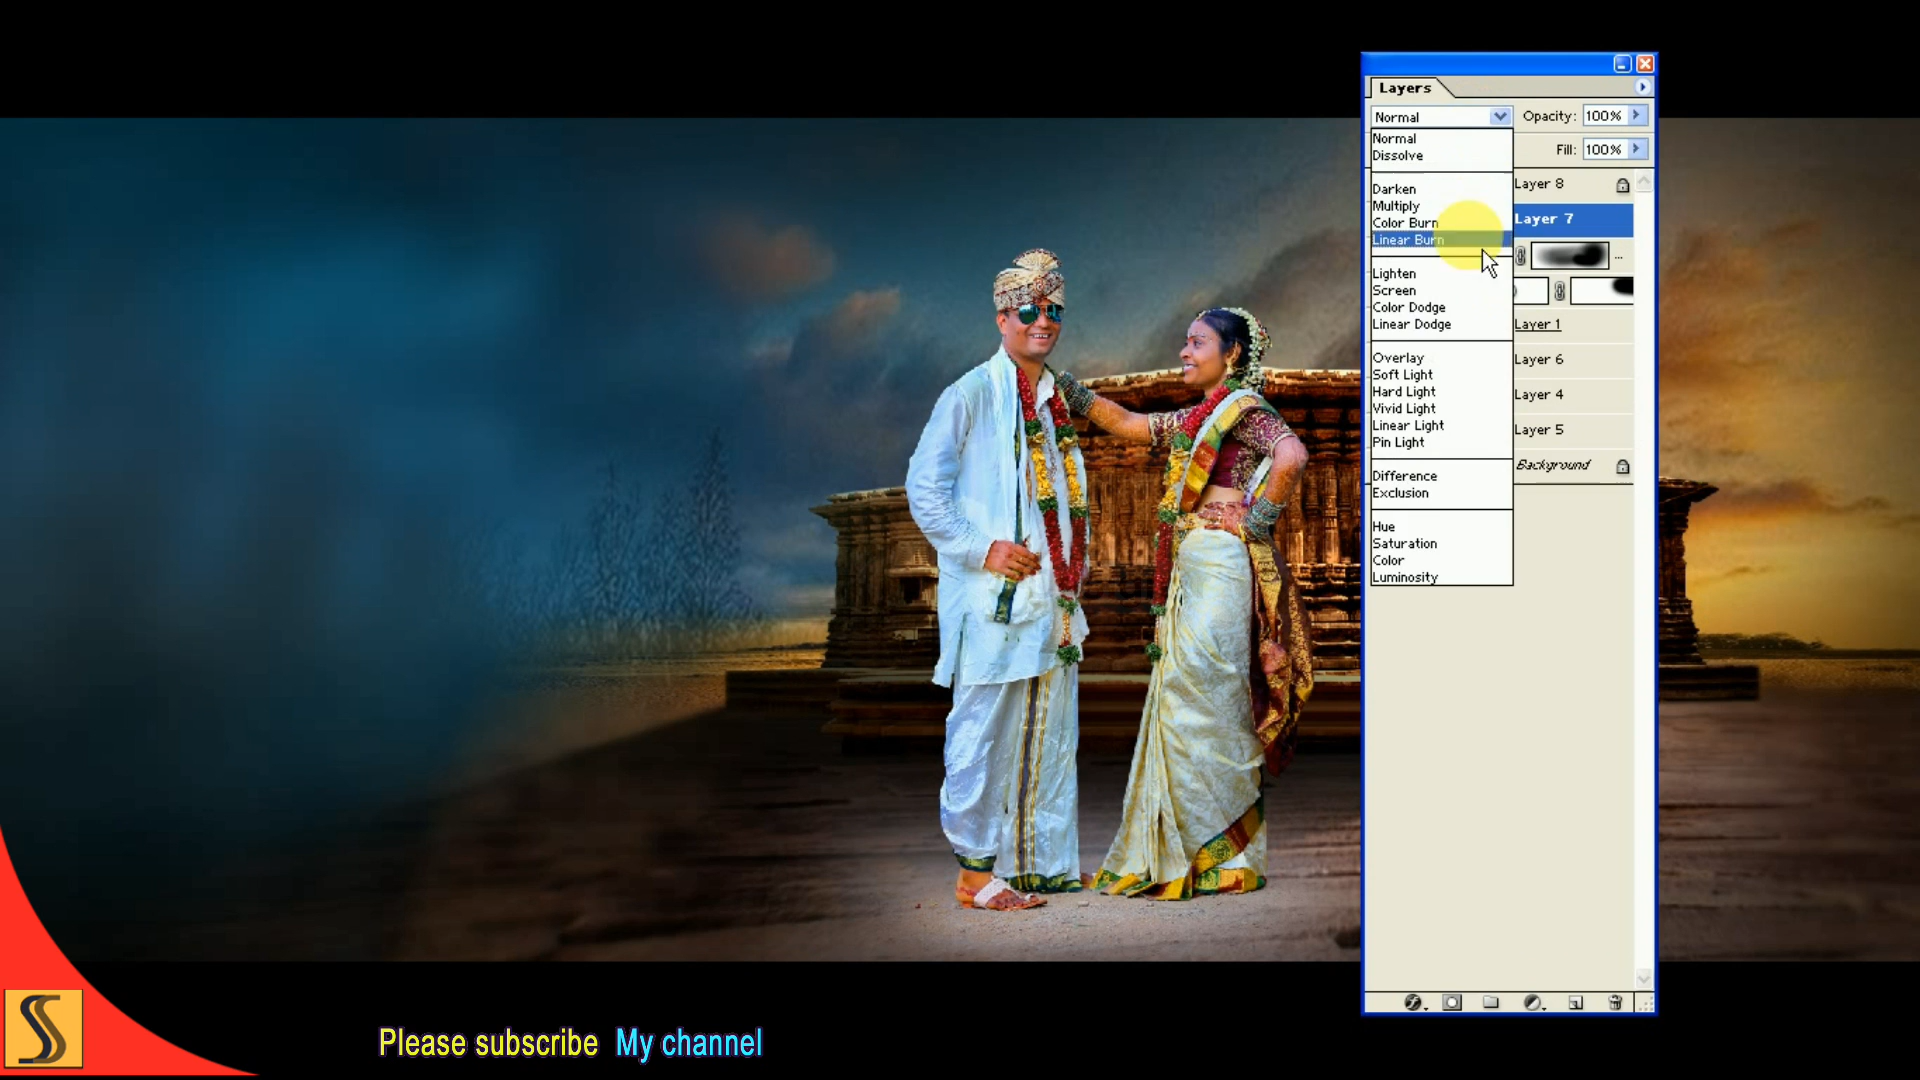 Layers
Normal
Opacity: 100%
Normal
Dissolve
Fill: 100%
Darken
Multiply
Color Burn
Linear Burn
Lighten
Screen
Color Dodge
Linear Dodge
Overlay
Soft Light
Hard Light
Vivid Light
Linear Light
Pin Light
Difference
Exclusion
Hue
Saturation
Color
Luminosity
Layer 8
Layer 7
...
Layer 1
Layer 6
Layer 4
Layer 5
Background
Please subscribe My channel